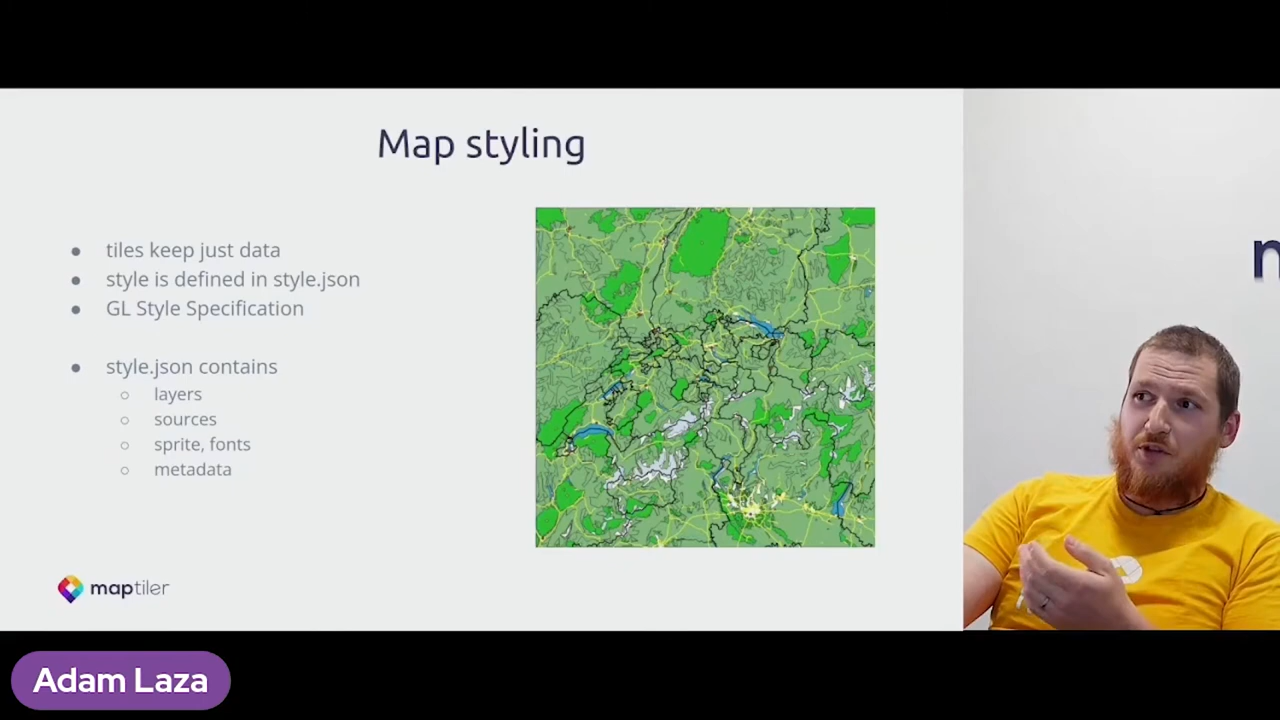 Map styling
tiles keep just data
style is defined in style.json
GL Style Specification
style.json contains
layers
sources
sprite, fonts
metadata
maptiler
Adam Laza